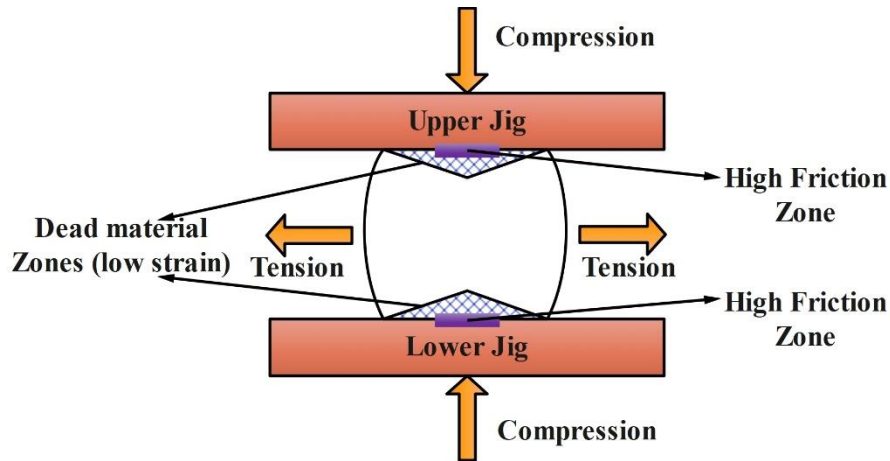 Compression
Upper Jig
High Friction
Zone
Dead material
Zones (low strain)
Tension
Tension
High Friction
Zone
Lower Jig
Compression